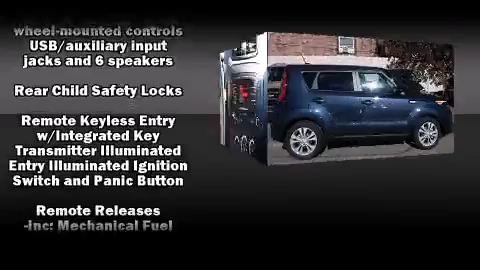 wheel-mounted controls
USB/auxiliary input
jacks and 6 speakers
Rear Child Safety Locks
Remote Keyless Entry
w/Integrated Key
Transmitter Illuminated
Entry Illuminated Ignition
Switch and Panic Button
Remote Releases
-inc: Mechanical Fuel